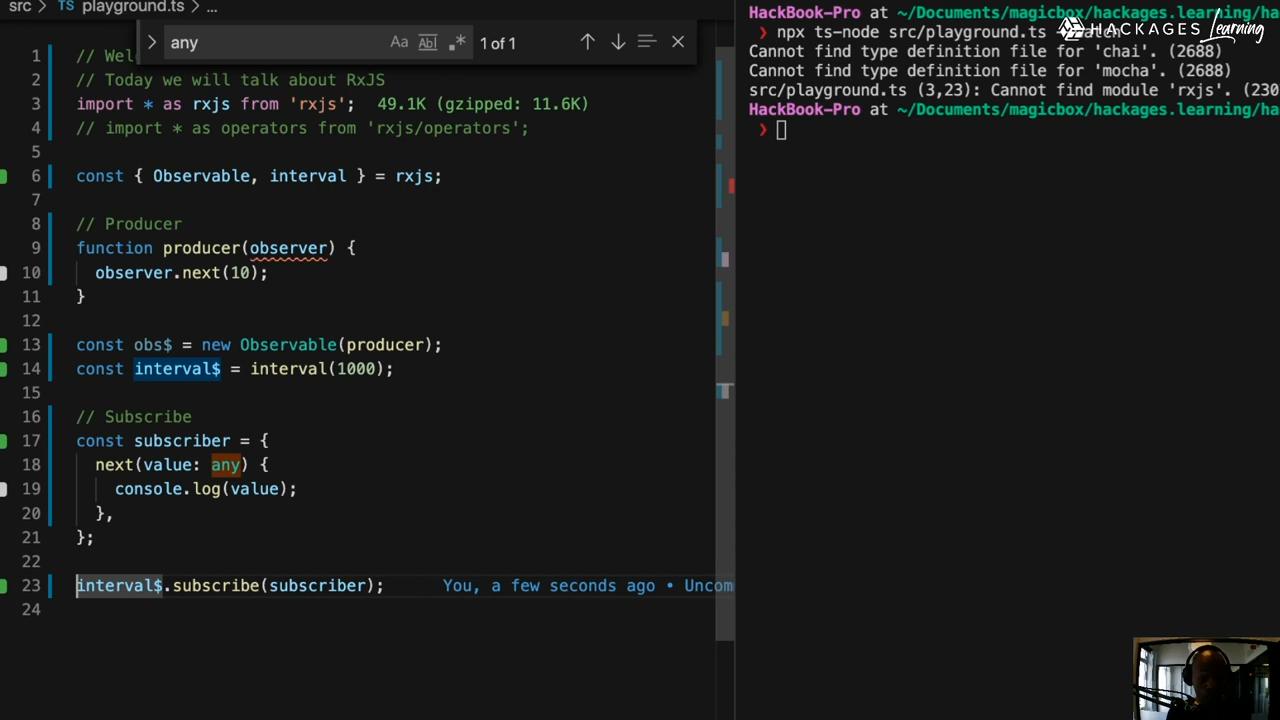 src > TS playground.ts > ...
any Aa Abl .* 1 of 1
1 // Wel
2 // Today we will talk about RxJS
3 import * as rxjs from 'rxjs'; 49.1K (gzipped: 11.6K)
4 // import * as operators from 'rxjs/operators';
5
6 const { Observable, interval } = rxjs;
7
8 // Producer
9 function producer(observer) {
10 observer.next(10);
11 }
12
13 const obs$ = new Observable(producer);
14 const interval$ = interval(1000);
15
16 // Subscribe
17 const subscriber = {
18 next(value: any) {
19 console.log(value);
20 },
21 };
22
23 interval$.subscribe(subscriber); You, a few seconds ago • Uncom
24
HackBook-Pro at ~/Documents/magicbox/hackages.learning/ha
❯ npx ts-node src/playground.ts
HACKAGES Learning
Cannot find type definition file for 'chai'. (2688)
Cannot find type definition file for 'mocha'. (2688)
src/playground.ts (3,23): Cannot find module 'rxjs'. (230
HackBook-Pro at ~/Documents/magicbox/hackages.learning/ha
❯